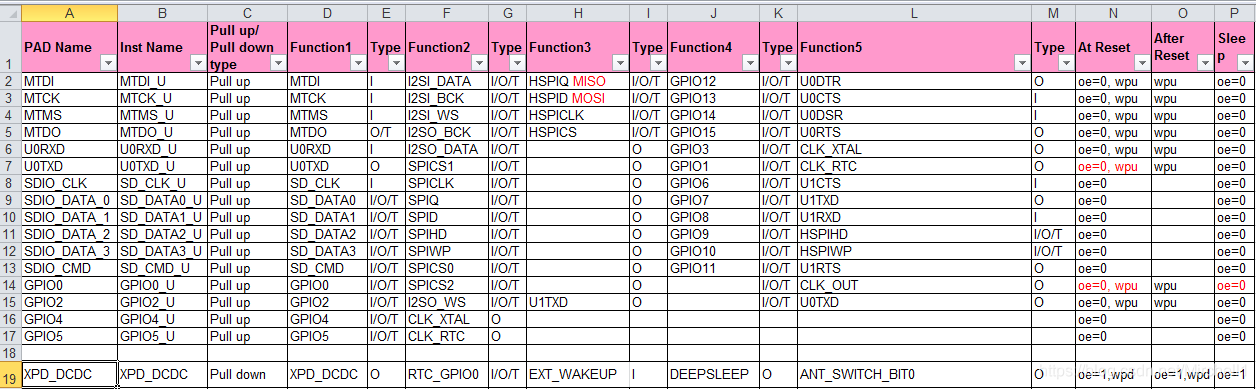 A B C D E F G H I J K L M N O P
1 PAD Name Inst Name Pull up/ Pull down type Function1 Type Function2 Type Function3 Type Function4 Type Function5 Type At Reset After Reset Sleep
2 MTDI MTDI_U Pull up MTDI I I2SI_DATA I/O/T HSPIQ MISO I/O/T GPIO12 I/O/T U0DTR O oe=0, wpu wpu oe=0
3 MTCK MTCK_U Pull up MTCK I I2SI_BCK I/O/T HSPID MOSI I/O/T GPIO13 I/O/T U0CTS I oe=0, wpu wpu oe=0
4 MTMS MTMS_U Pull up MTMS I I2SI_WS I/O/T HSPICLK I/O/T GPIO14 I/O/T U0DSR I oe=0, wpu wpu oe=0
5 MTDO MTDO_U Pull up MTDO O/T I2SO_BCK I/O/T HSPICS I/O/T GPIO15 I/O/T U0RTS O oe=0, wpu wpu oe=0
6 U0RXD U0RXD_U Pull up U0RXD I I2SO_DATA I/O/T O GPIO3 I/O/T CLK_XTAL O oe=0, wpu wpu oe=0
7 U0TXD U0TXD_U Pull up U0TXD O SPICS1 I/O/T O GPIO1 I/O/T CLK_RTC O oe=0, wpu wpu oe=0
8 SDIO_CLK SD_CLK_U Pull up SD_CLK I SPICLK I/O/T O GPIO6 I/O/T U1CTS I oe=0 oe=0
9 SDIO_DATA_0 SD_DATA0_U Pull up SD_DATA0 I/O/T SPIQ I/O/T O GPIO7 I/O/T U1TXD O oe=0 oe=0
10 SDIO_DATA_1 SD_DATA1_U Pull up SD_DATA1 I/O/T SPID I/O/T O GPIO8 I/O/T U1RXD I oe=0 oe=0
11 SDIO_DATA_2 SD_DATA2_U Pull up SD_DATA2 I/O/T SPIHD I/O/T O GPIO9 I/O/T HSPIHD I/O/T oe=0 oe=0
12 SDIO_DATA_3 SD_DATA3_U Pull up SD_DATA3 I/O/T SPIWP I/O/T O GPIO10 I/O/T HSPIWP I/O/T oe=0 oe=0
13 SDIO_CMD SD_CMD_U Pull up SD_CMD I/O/T SPICS0 I/O/T O GPIO11 I/O/T U1RTS O oe=0 oe=0
14 GPIO0 GPIO0_U Pull up GPIO0 I/O/T SPICS2 I/O/T O I/O/T CLK_OUT O oe=0, wpu wpu oe=0
15 GPIO2 GPIO2_U Pull up GPIO2 I/O/T I2SO_WS I/O/T U1TXD O I/O/T U0TXD O oe=0, wpu wpu oe=0
16 GPIO4 GPIO4_U Pull up GPIO4 I/O/T CLK_XTAL O oe=0 oe=0
17 GPIO5 GPIO5_U Pull up GPIO5 I/O/T CLK_RTC O oe=0 oe=0
18
19 XPD_DCDC XPD_DCDC Pull down XPD_DCDC O RTC_GPIO0 I/O/T EXT_WAKEUP I DEEPSLEEP O ANT_SWITCH_BIT0 O oe=1,wpd oe=1,wpd oe=1